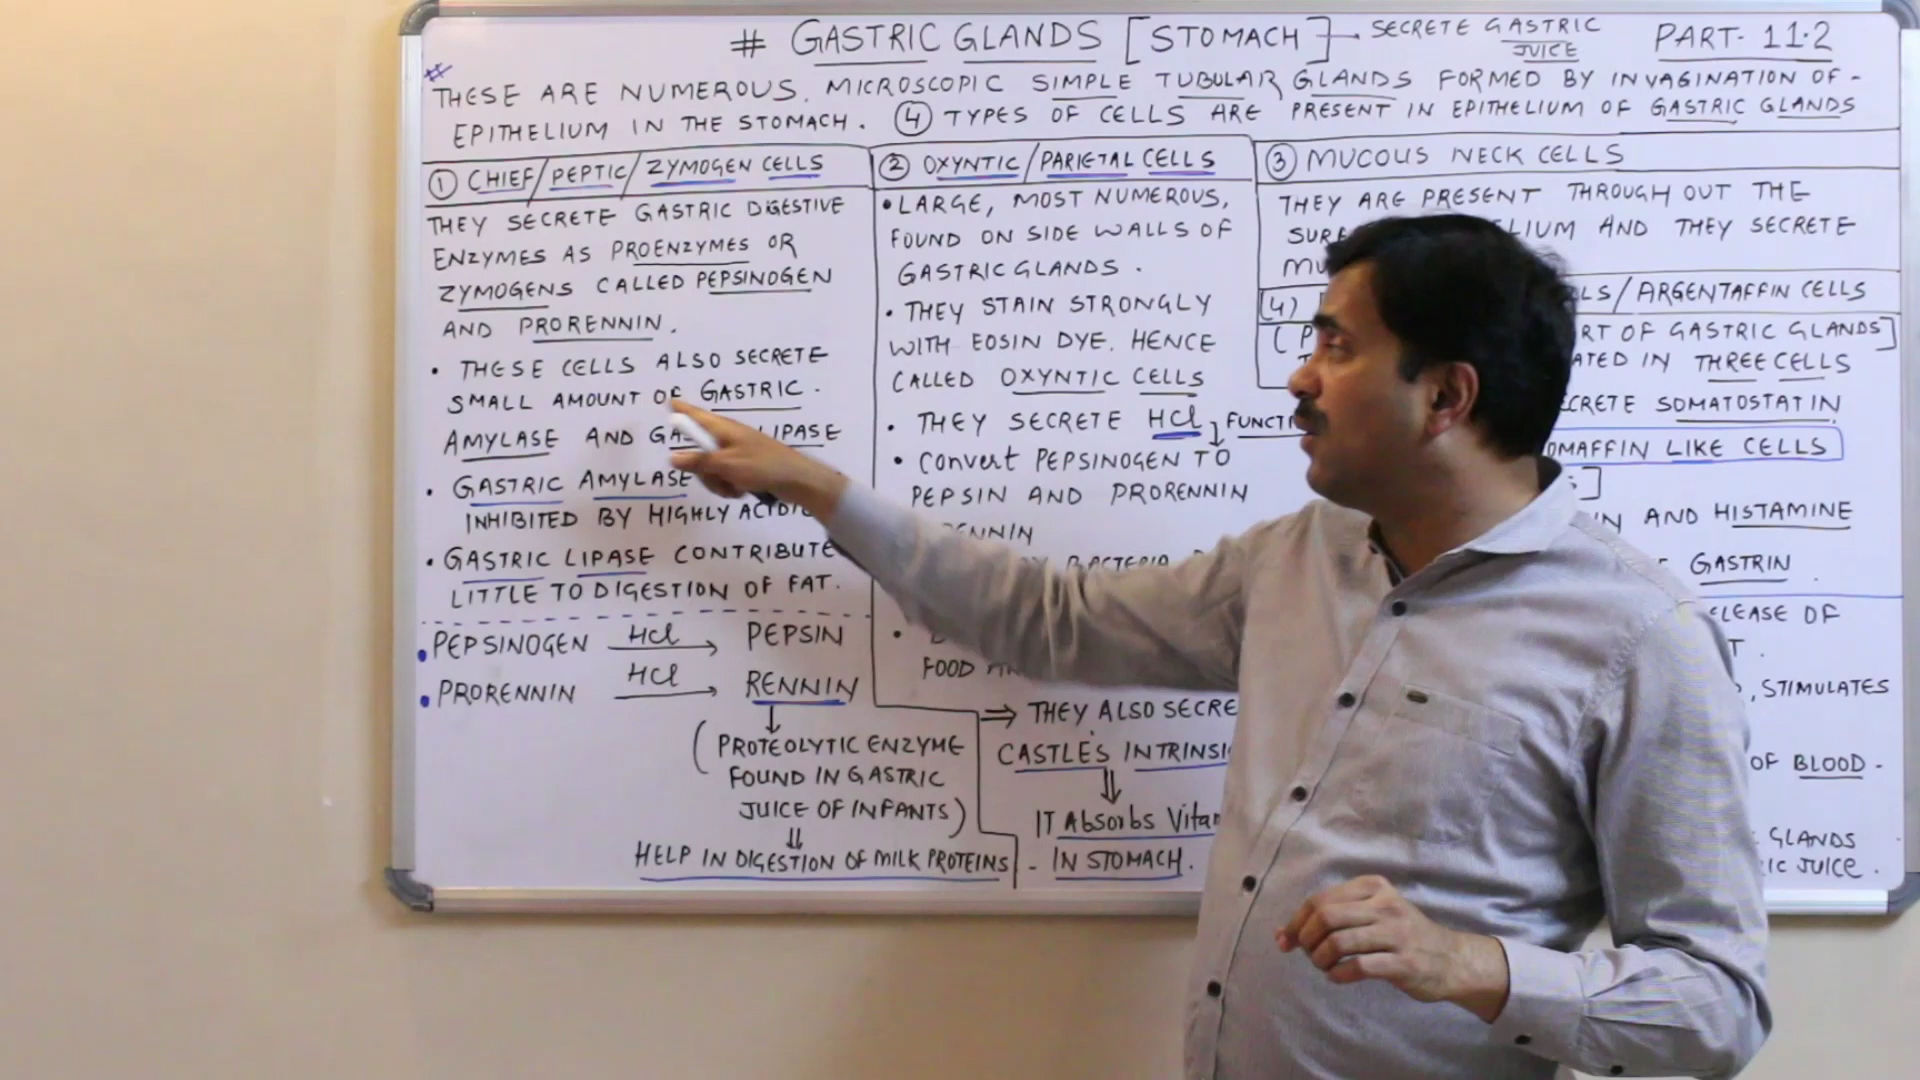 # GASTRIC GLANDS [STOMACH] → SECRETE GASTRIC JUICE PART- 11.2
# THESE ARE NUMEROUS, MICROSCOPIC SIMPLE TUBULAR GLANDS FORMED BY INVAGINATION OF -
EPITHELIUM IN THE STOMACH. (4) TYPES OF CELLS ARE PRESENT IN EPITHELIUM OF GASTRIC GLANDS
(1) CHIEF/PEPTIC/ZYMOGEN CELLS
THEY SECRETE GASTRIC DIGESTIVE
ENZYMES AS PROENZYMES OR
ZYMOGENS CALLED PEPSINOGEN
AND PRORENNIN.
• THESE CELLS ALSO SECRETE
SMALL AMOUNT OF GASTRIC -
AMYLASE AND LIPASE
• GASTRIC AMYLASE
INHIBITED BY HIGHLY
• GASTRIC LIPASE CONTRIBUTE
LITTLE TO DIGESTION OF FAT.
• PEPSINOGEN HCl → PEPSIN
• PRORENNIN HCl → RENNIN
↓
(PROTEOLYTIC ENZYME
FOUND IN GASTRIC
JUICE OF INFANTS)
⇓
HELP IN DIGESTION OF MILK PROTEINS
(2) OXYNTIC/PARIETAL CELLS
• LARGE, MOST NUMEROUS,
FOUND ON SIDE WALLS OF
GASTRIC GLANDS.
• THEY STAIN STRONGLY
WITH EOSIN DYE. HENCE
CALLED OXYNTIC CELLS
• THEY SECRETE HCl
• Convert PEPSINOGEN TO
PEPSIN AND PRORENNIN
BACTERIA
FOOD
⇒ THEY ALSO
CASTLE'S
⇓
IT Absorbs
- IN STOMACH.
(3) MUCOUS NECK CELLS
THEY ARE PRESENT THROUGH OUT THE
AND THEY SECRETE
(4) /ARGENTAFFIN CELLS
OF GASTRIC GLANDS]
IN THREE CELLS
SOMATOSTATIN
LIKE CELLS
AND HISTAMINE
GASTRIN
OF
, STIMULATES
OF BLOOD -
GLANDS
JUICE.